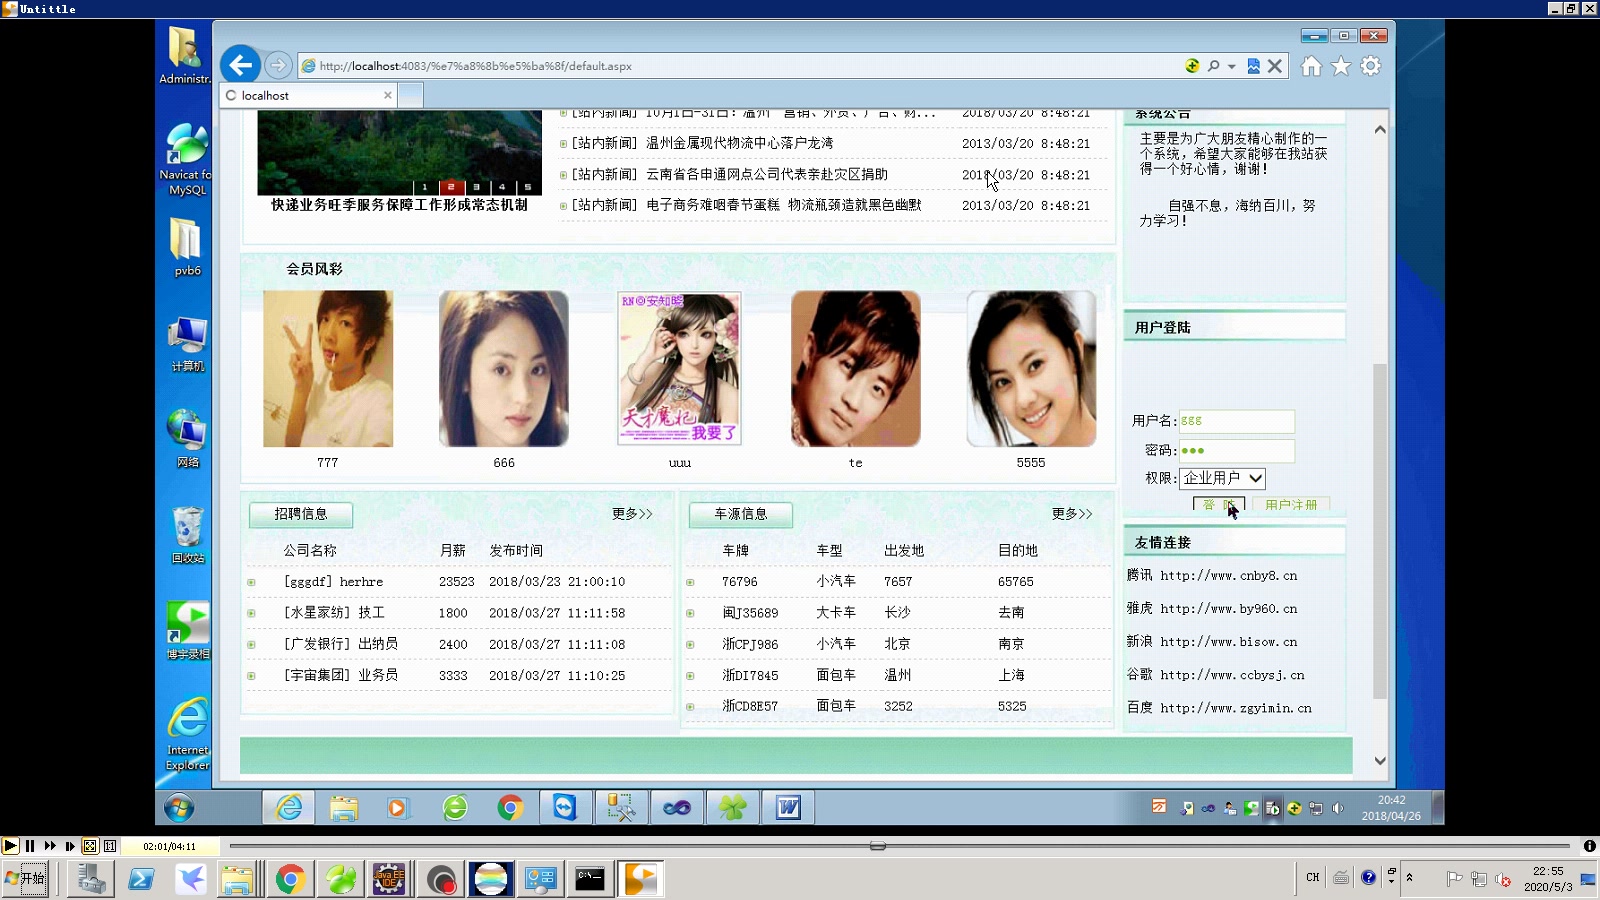 Untittle
http://localhost:4083/%e7%a8%8b%e5%ba%8f/default.aspx
localhost
Administr.
Navicat for
MySQL
pvb6
计算机
网络
回收站
博宇录相
Internet
Explorer
1 2 3 4 5
快递业务旺季服务保障工作形成常态机制
[站内新闻] 10月1日-31日：温州 营销、外贸、广告、财... 2018/03/20 8:48:21
[站内新闻] 温州金属现代物流中心落户龙湾 2013/03/20 8:48:21
[站内新闻] 云南省各申通网点公司代表亲赴灾区捐助 2018/03/20 8:48:21
[站内新闻] 电子商务难咽春节蛋糕 物流瓶颈造就黑色幽默 2013/03/20 8:48:21
系统公告
主要是为广大朋友精心制作的一
个系统，希望大家能够在我站获
得一个好心情，谢谢！
自强不息，海纳百川，努
力学习！
会员风彩
RN@安知晓
天才魔妃
我要了
777 666 uuu te 5555
用户登陆
用户名: ggg
密码: ●●●
权限: 企业用户
登 陆 用户注册
招聘信息 更多>>
公司名称 月薪 发布时间
[gggdf] herhre 23523 2018/03/23 21:00:10
[水星家纺] 技工 1800 2018/03/27 11:11:58
[广发银行] 出纳员 2400 2018/03/27 11:11:08
[宇宙集团] 业务员 3333 2018/03/27 11:10:25
车源信息 更多>>
车牌 车型 出发地 目的地
76796 小汽车 7657 65765
闽J35689 大卡车 长沙 去南
浙CPJ986 小汽车 北京 南京
浙DI7845 面包车 温州 上海
浙CD8E57 面包车 3252 5325
友情连接
腾讯 http://www.cnby8.cn
雅虎 http://www.by960.cn
新浪 http://www.bisow.cn
谷歌 http://www.ccbysj.cn
百度 http://www.zgyimin.cn
20:42
2018/04/26
02:01/04:11
开始
Java EE
IDE
C:\_
CH
22:55
2020/5/3